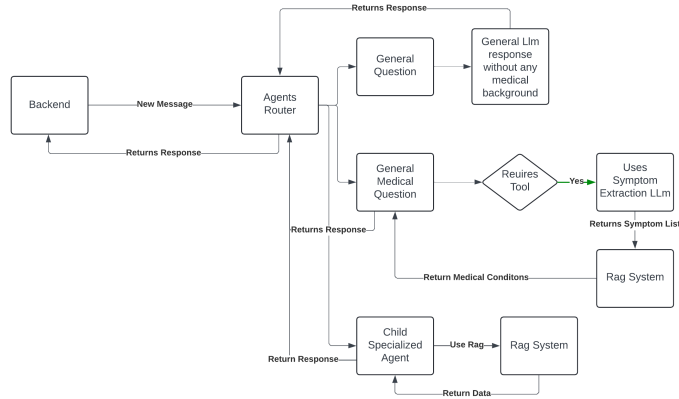 Returns Response
General
Question
General Llm
response
without any
medical
background
Backend
New Message
Agents
Router
Returns Response
General
Medical
Question
Reuires
Tool
Yes
Uses
Symptom
Extraction LLm
Returns Response
Returns Symptom List
Return Medical Conditons
Rag System
Child
Specialized
Agent
Use Rag
Rag System
Return Response
Return Data